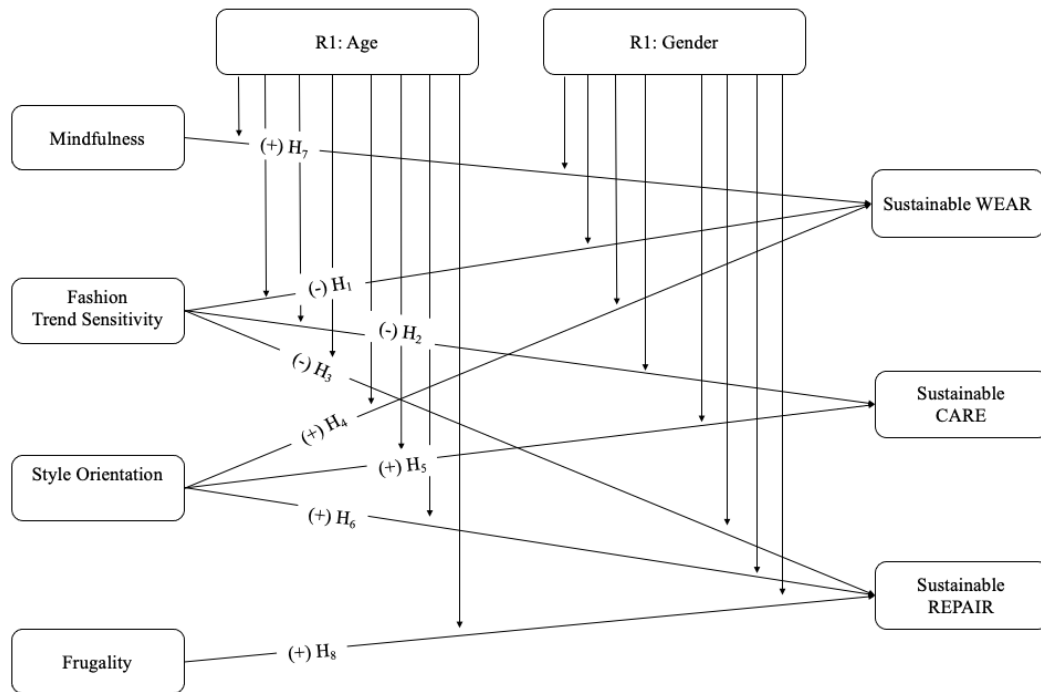 R1: Age
R1: Gender
Mindfulness
(+) H₇
Sustainable WEAR
Fashion
Trend Sensitivity
(-) H₁
(-) H₂
(-) H₃
Sustainable
CARE
(+) H₄
Style Orientation
(+) H₅
(+) H₆
Sustainable
REPAIR
Frugality
(+) H₈